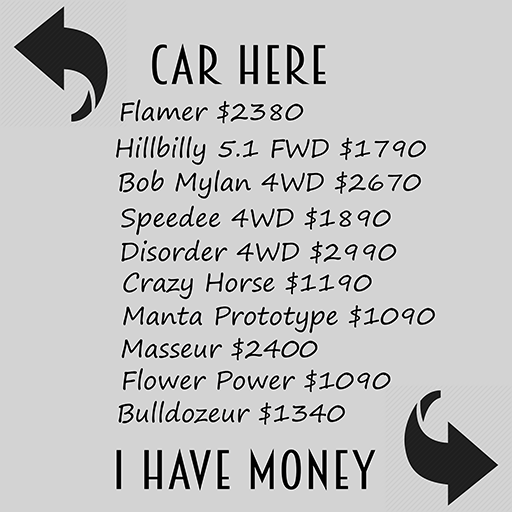 CAR HERE
Flamer $2380
Hillbilly 5.1 FWD $1790
Bob Mylan 4WD $2670
Speedee 4WD $1890
Disorder 4WD $2990
Crazy Horse $1190
Manta Prototype $1090
Masseur $2400
Flower Power $1090
Bulldozeur $1340
I HAVE MONEY